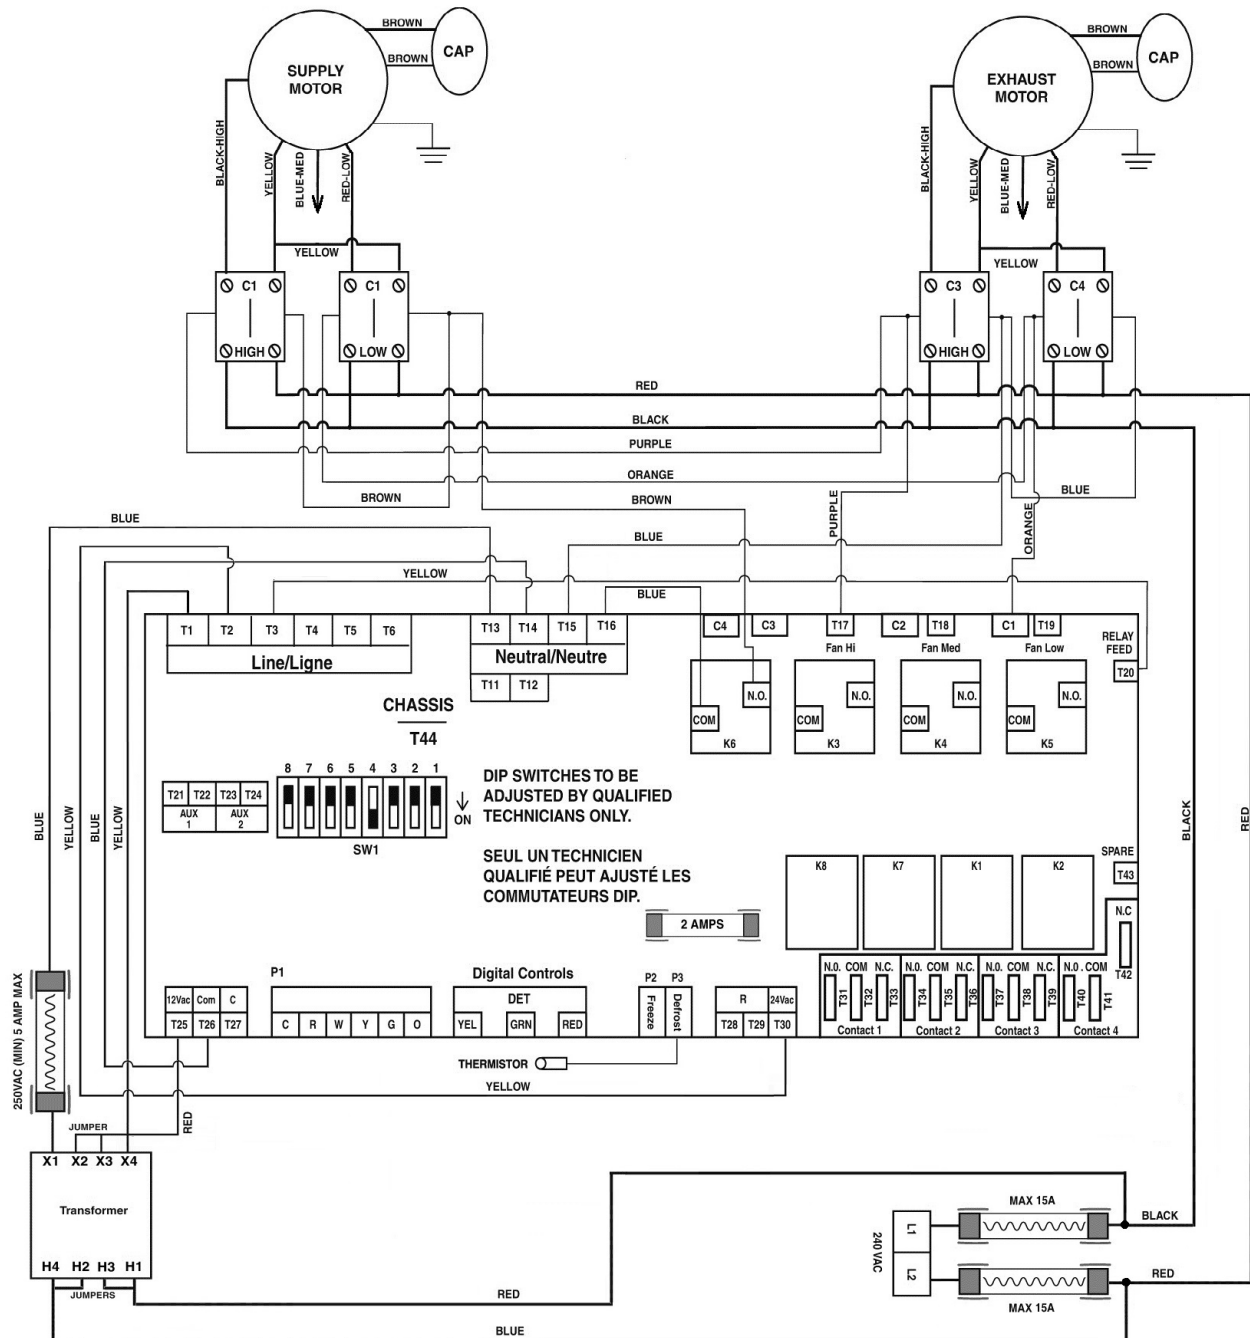 BROWN
BROWN
CAP
SUPPLY
MOTOR
BLACK-HIGH
YELLOW
BLUE-MED
RED-LOW
YELLOW
BROWN
BROWN
CAP
EXHAUST
MOTOR
BLACK-HIGH
YELLOW
BLUE-MED
RED-LOW
YELLOW
C1
HIGH
C1
LOW
C3
HIGH
C4
LOW
RED
BLACK
PURPLE
ORANGE
BROWN
BROWN
BLUE
PURPLE
ORANGE
BLUE
BLUE
YELLOW
BLUE
T1 T2 T3 T4 T5 T6
Line/Ligne
T13 T14 T15 T16
Neutral/Neutre
T11 T12
C4 C3 T17 C2 T18 C1 T19
Fan Hi Fan Med Fan Low
RELAY
FEED
T20
N.O. COM K6
N.O. COM K3
N.O. COM K4
N.O. COM K5
CHASSIS
T44
8 7 6 5 4 3 2 1
ON
SW1
T21 T22 T23 T24
AUX
1
AUX
2
DIP SWITCHES TO BE
ADJUSTED BY QUALIFIED
TECHNICIANS ONLY.
SEUL UN TECHNICIEN
QUALIFIÉ PEUT AJUSTÉ LES
COMMUTATEURS DIP.
2 AMPS
K8 K7 K1 K2
SPARE
T43
N.C
T42
N.0. COM N.C.
T31 T32 T33
Contact 1
N.0. COM N.C.
T34 T35 T36
Contact 2
N.0. COM N.C.
T37 T38 T39
Contact 3
N.0. COM
T40 T41
Contact 4
BLUE
YELLOW
BLUE
YELLOW
BLACK
RED
12Vac Com C
T25 T26 T27
P1
C R W Y G O
Digital Controls
DET
YEL GRN RED
P2 P3
Freeze
Defrost
R 24Vac
T28 T29 T30
THERMISTOR
YELLOW
250VAC (MIN) 5 AMP MAX
JUMPER
RED
X1 X2 X3 X4
Transformer
H4 H2 H3 H1
JUMPERS
RED
BLUE
240 VAC
L1
L2
MAX 15A
BLACK
RED
MAX 15A